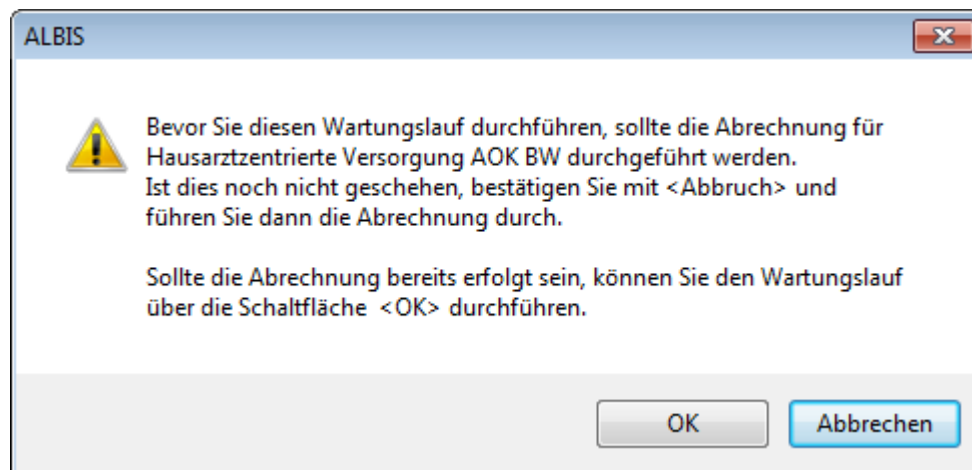 ALBIS
Bevor Sie diesen Wartungslauf durchführen, sollte die Abrechnung für
Hausarztzentrierte Versorgung AOK BW durchgeführt werden.
Ist dies noch nicht geschehen, bestätigen Sie mit <Abbruch> und
führen Sie dann die Abrechnung durch.
Sollte die Abrechnung bereits erfolgt sein, können Sie den Wartungslauf
über die Schaltfläche <OK> durchführen.
OK
Abbrechen